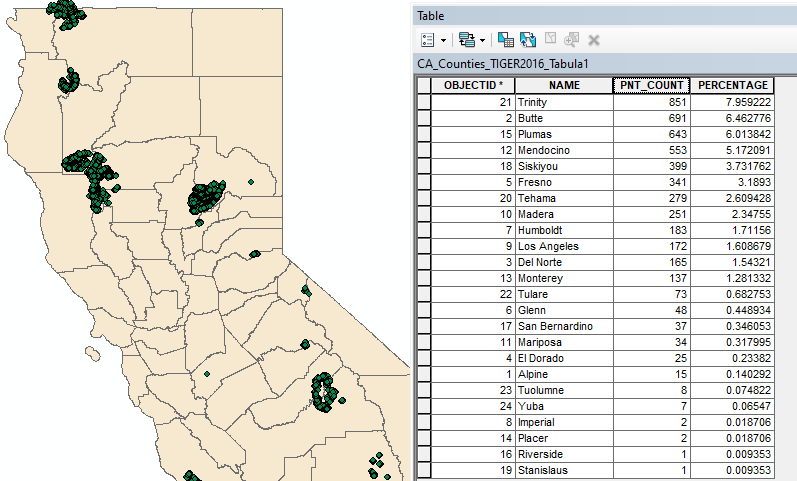 Table
CA_Counties_TIGER2016_Tabula1
OBJECTID * NAME PNT_COUNT PERCENTAGE
21 Trinity 851 7.959222
2 Butte 691 6.462776
15 Plumas 643 6.013842
12 Mendocino 553 5.172091
18 Siskiyou 399 3.731762
5 Fresno 341 3.1893
20 Tehama 279 2.609428
10 Madera 251 2.34755
7 Humboldt 183 1.71156
9 Los Angeles 172 1.608679
3 Del Norte 165 1.54321
13 Monterey 137 1.281332
22 Tulare 73 0.682753
6 Glenn 48 0.448934
17 San Bernardino 37 0.346053
11 Mariposa 34 0.317995
4 El Dorado 25 0.23382
1 Alpine 15 0.140292
23 Tuolumne 8 0.074822
24 Yuba 7 0.06547
8 Imperial 2 0.018706
14 Placer 2 0.018706
16 Riverside 1 0.009353
19 Stanislaus 1 0.009353